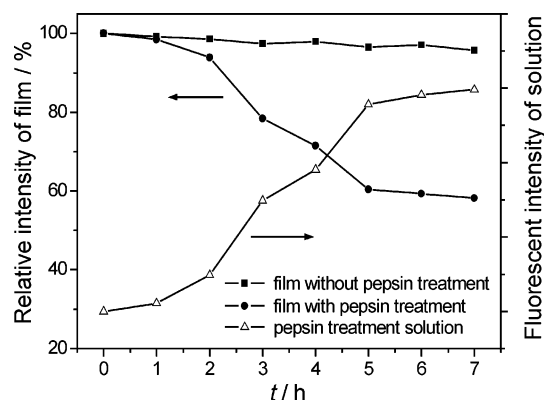 Relative intensity of film / %
100
80
60
40
20
0 1 2 3 4 5 6 7
t / h
Fluorescent intensity of solution
film without pepsin treatment
film with pepsin treatment
pepsin treatment solution